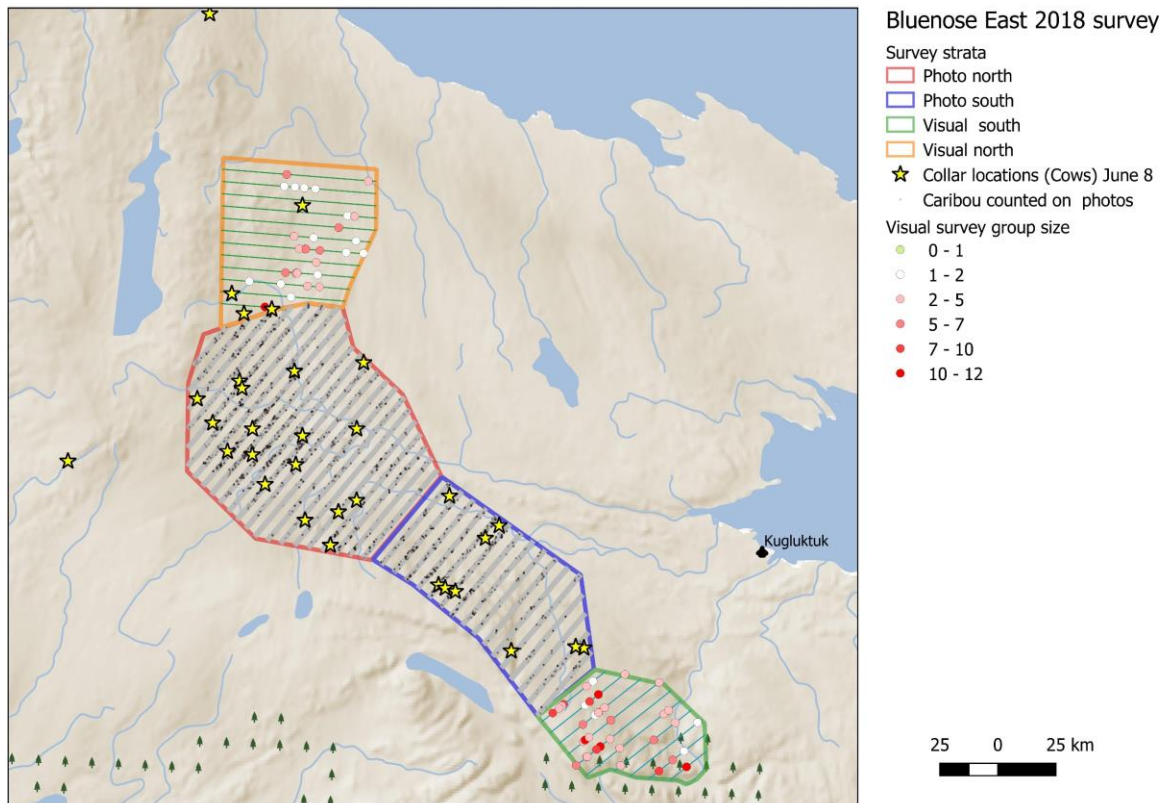 Bluenose East 2018 survey
Survey strata
Photo north
Photo south
Visual south
Visual north
Collar locations (Cows) June 8
Caribou counted on photos
Visual survey group size
0 - 1
1 - 2
2 - 5
5 - 7
7 - 10
10 - 12
Kugluktuk
25 0 25 km